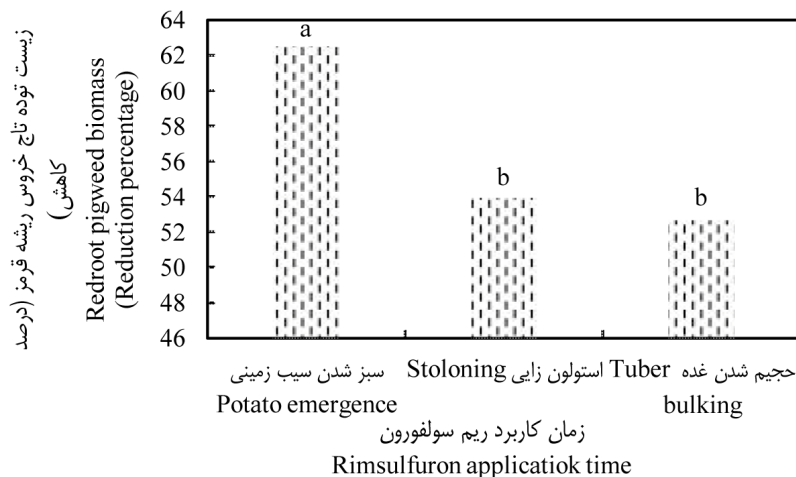 زیست توده تاج خروس ریشه قرمز (درصد
کاهش)
Redroot pigweed biomass
(Reduction percentage)
64
62
60
58
56
54
52
50
48
46
a
b
b
سبز شدن سیب زمینی
Potato emergence
استولون زایی Stoloning
حجیم شدن غده Tuber
bulking
زمان کاربرد ریم سولفورون
Rimsulfuron applicatiok time